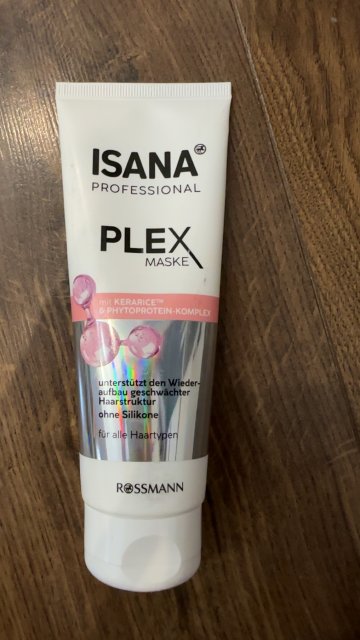 ISANA
PROFESSIONAL
PLEX
MASKE
mit KERARICE™
& PHYTOPROTEIN-KOMPLEX
unterstützt den Wieder-
aufbau geschwächter
Haarstruktur
ohne Silikone
für alle Haartypen
ROSSMANN